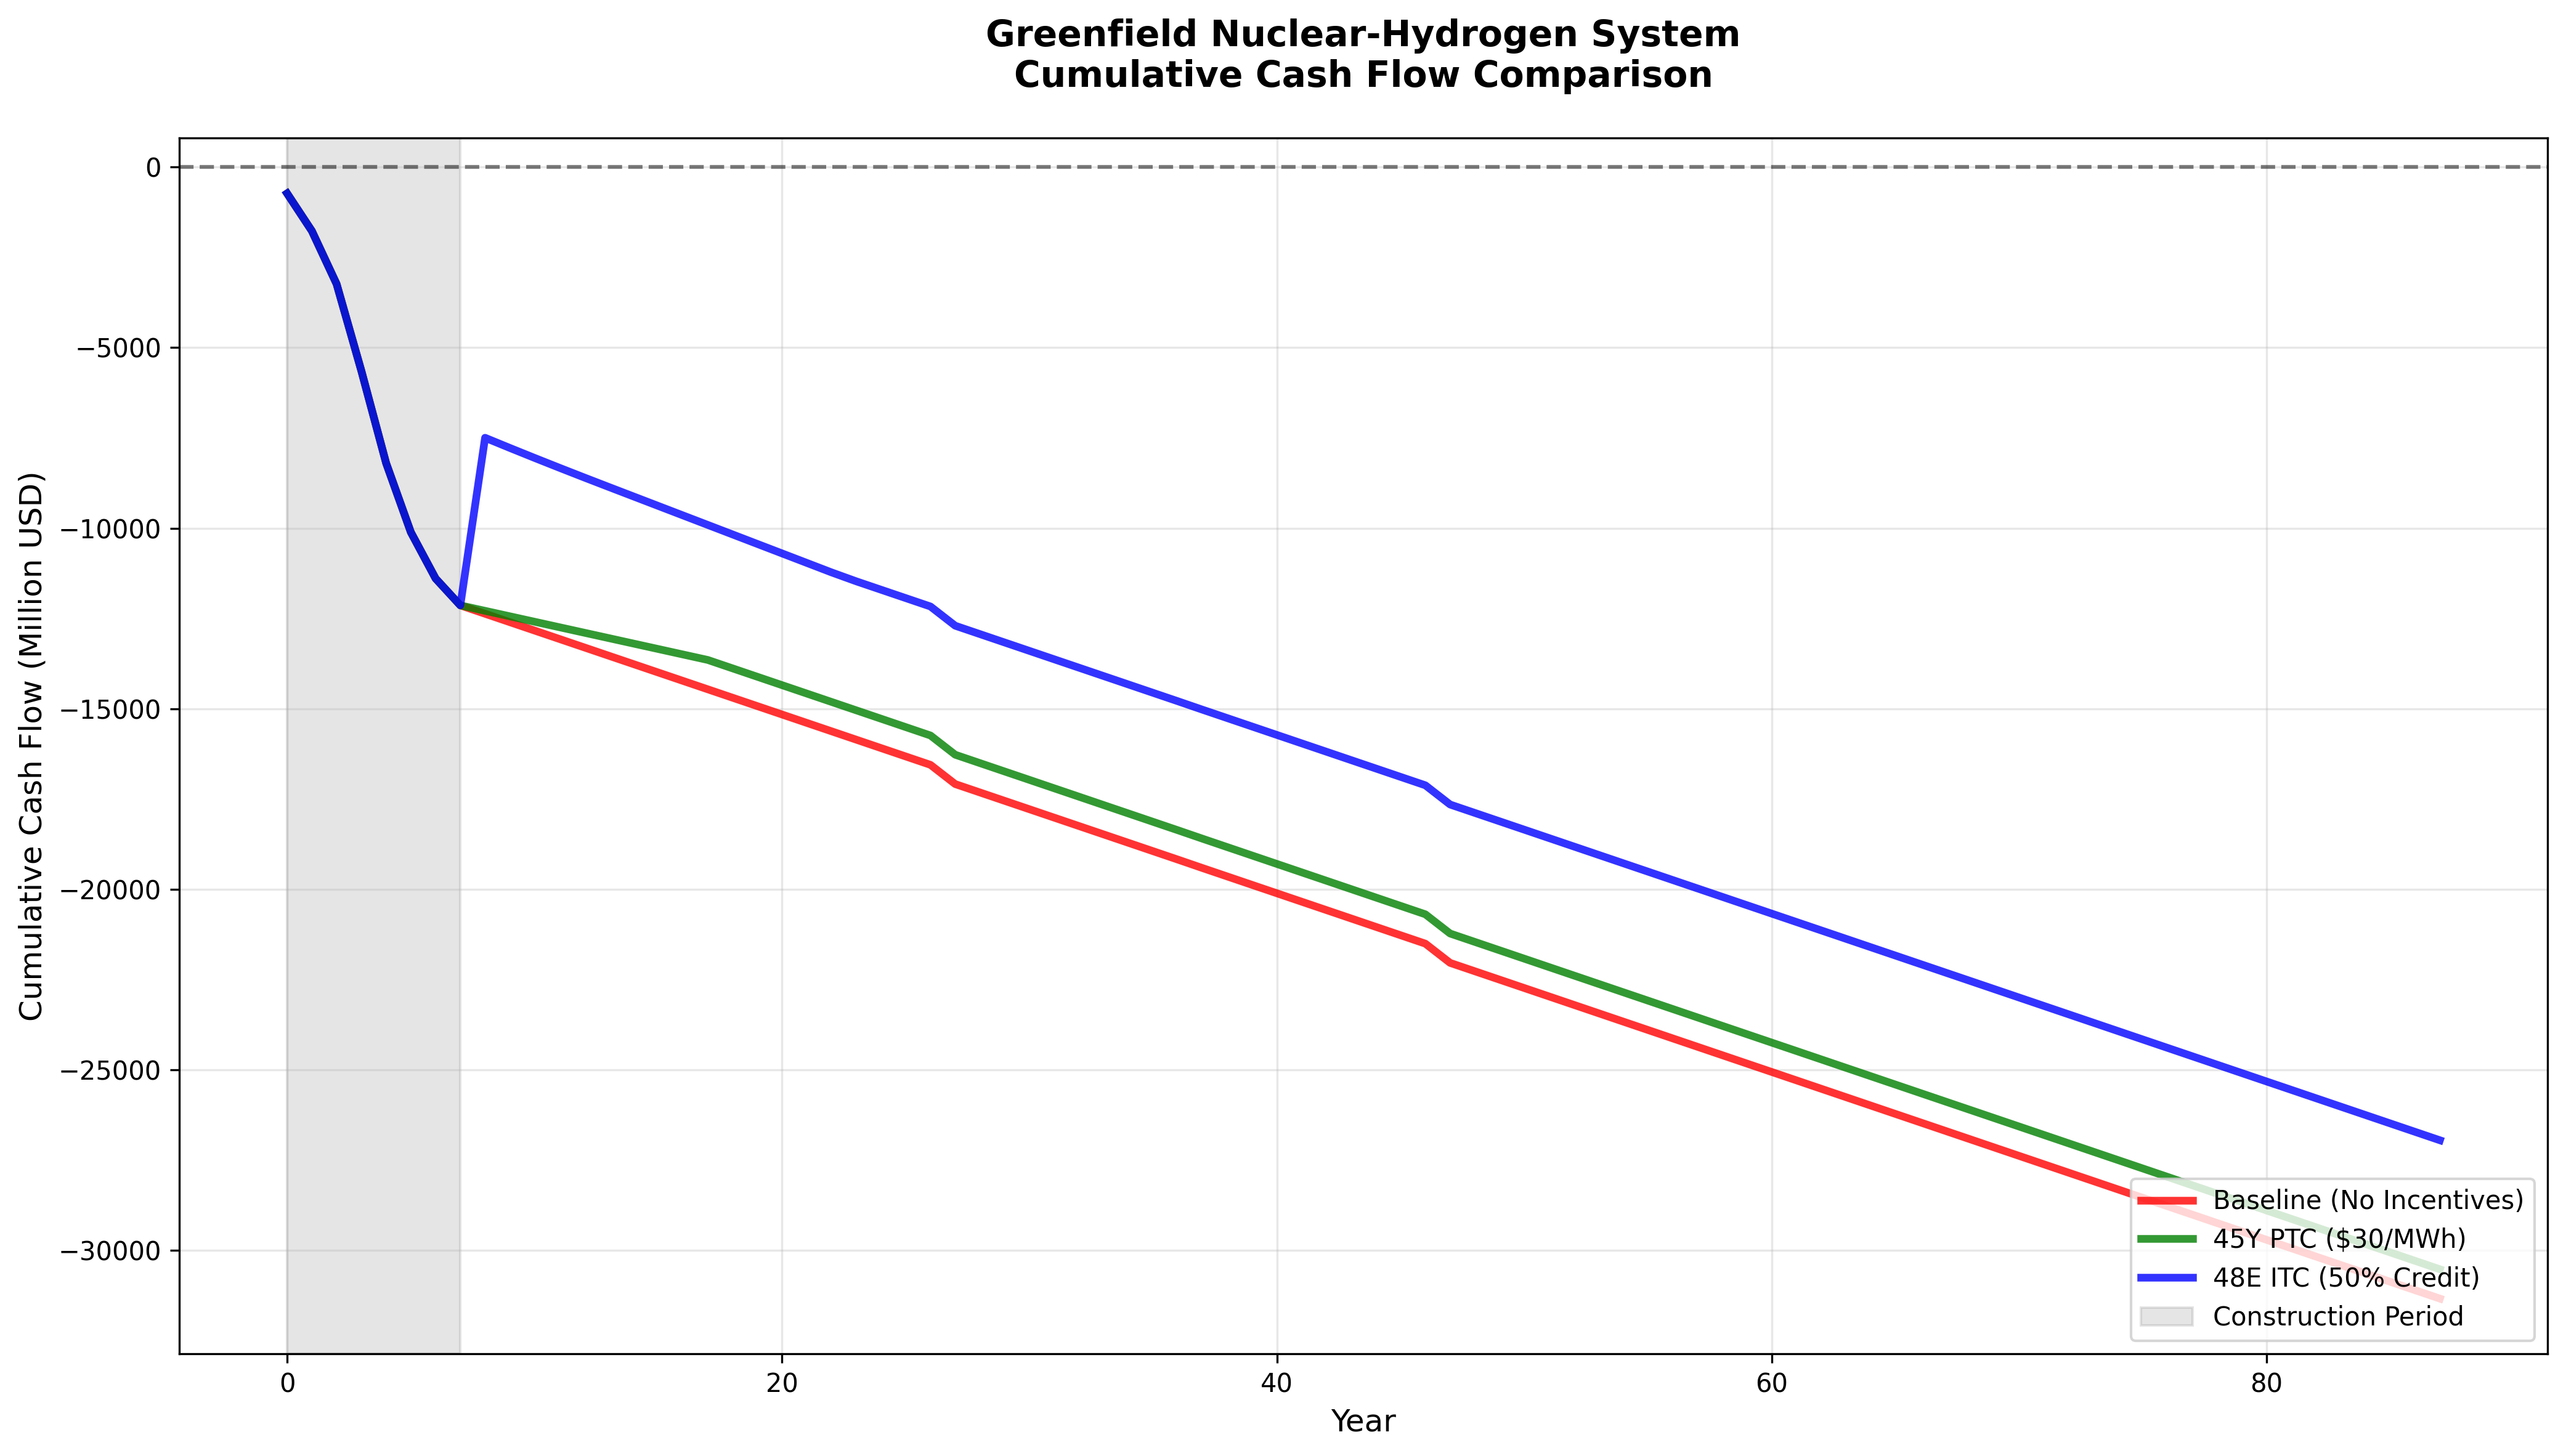 Greenfield Nuclear-Hydrogen System
Cumulative Cash Flow Comparison
Cumulative Cash Flow (Million USD)
0
−5000
−10000
−15000
−20000
−25000
−30000
0
20
40
60
80
Year
Baseline (No Incentives)
45Y PTC ($30/MWh)
48E ITC (50% Credit)
Construction Period